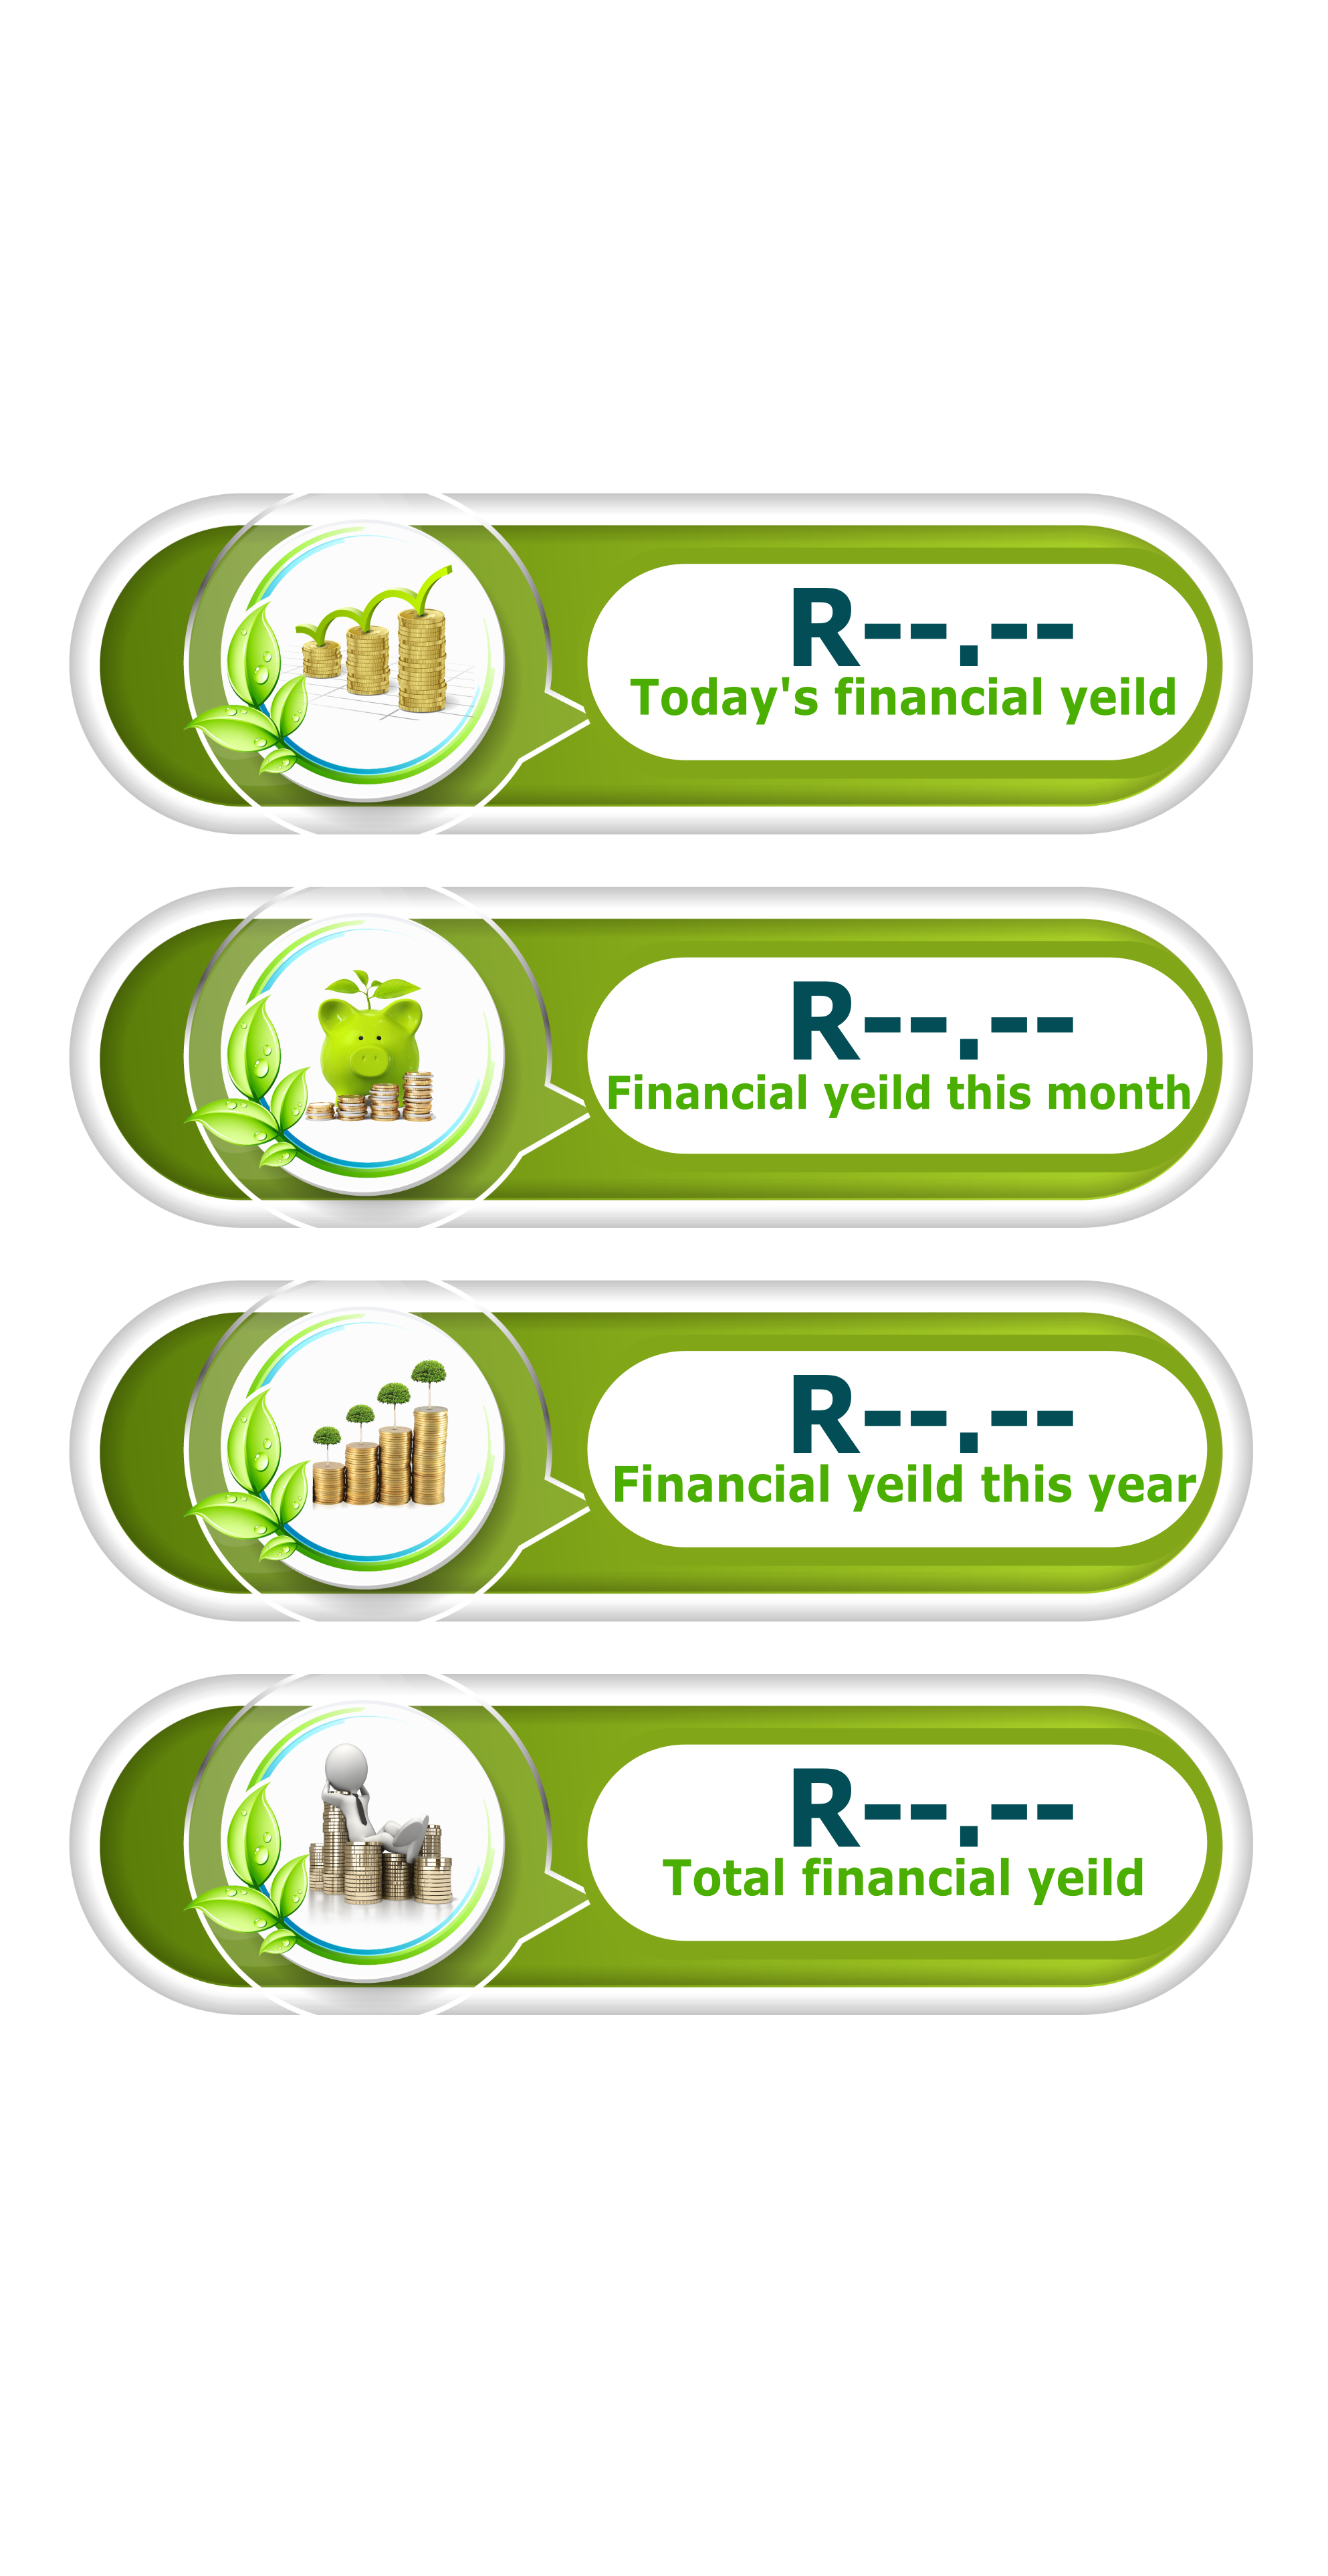 R--.--
Today's financial yeild
R--.--
Financial yeild this month
R--.--
Financial yeild this year
R--.--
Total financial yeild